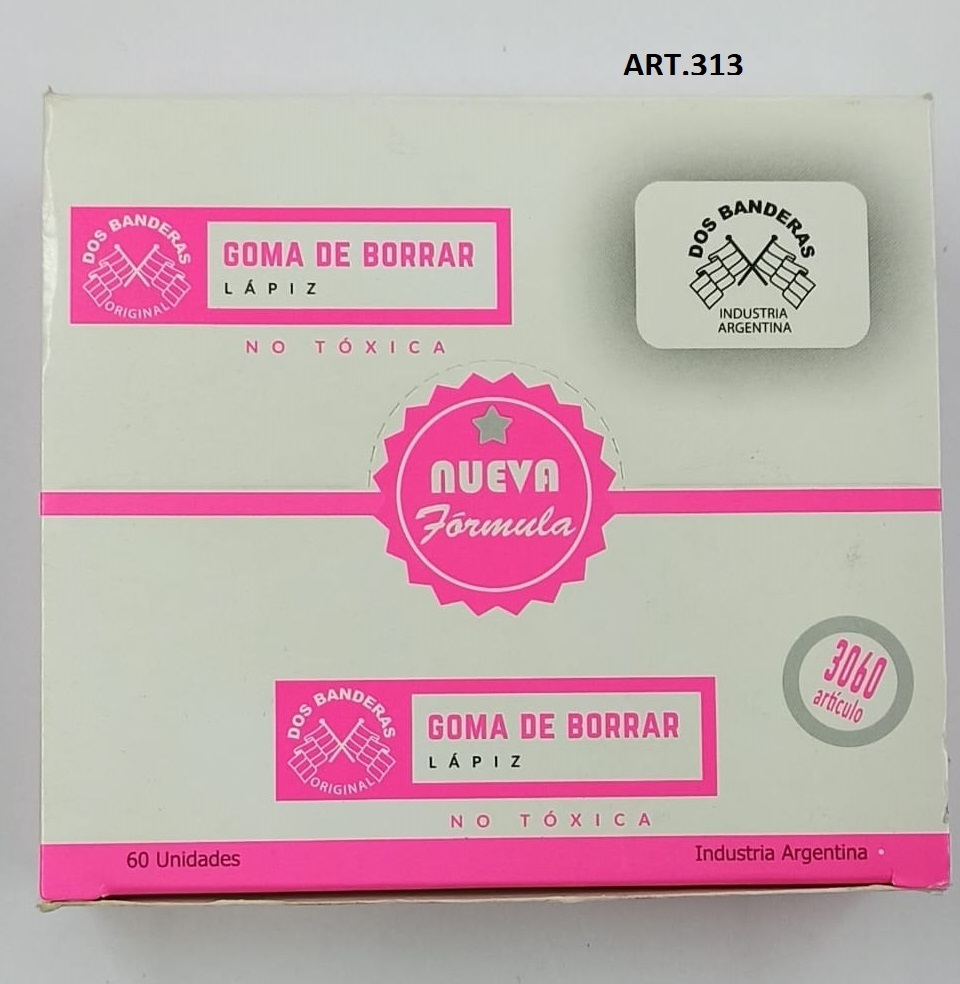 ART.313
DOS BANDERAS
ORIGINAL
GOMA DE BORRAR
LÁPIZ
NO TÓXICA
DOS BANDERAS
INDUSTRIA
ARGENTINA
NUEVA
Fórmula
3060
artículo
DOS BANDERAS
ORIGINAL
GOMA DE BORRAR
LÁPIZ
NO TÓXICA
60 Unidades
Industria Argentina